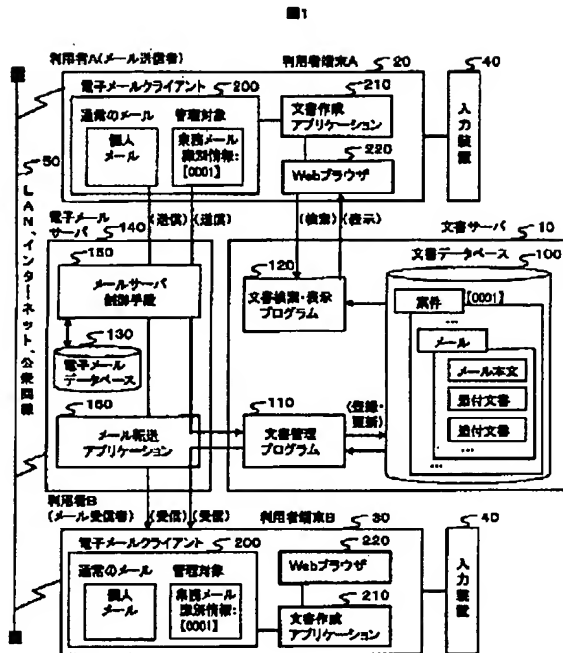 図1
利用者A(メール送信者)
利用者端末A
20
40
電子メールクライアント
200
通常のメール
管理対象
個人
メール
業務メール
識別情報:
[0001]
210
文書作成
アプリケーション
220
Webブラウザ
入力装置
50
LAN、インターネット、公衆回線
電子メール
サーバ
140
(送信)
(送信)
(検索)
(表示)
文書サーバ
10
150
メールサーバ
制御手段
130
電子メール
データベース
160
メール転送
アプリケーション
120
文書検索・表示
プログラム
110
文書管理
プログラム
(登録・
更新)
文書データベース
100
案件
[0001]
...
メール
...
メール本文
添付文書
添付文書
...
...
利用者B
(メール受信者)
(受信)
(受信)
利用者端末B
30
40
電子メールクライアント
200
通常のメール
管理対象
個人
メール
業務メール
識別情報:
[0001]
220
Webブラウザ
210
文書作成
アプリケーション
入力装置